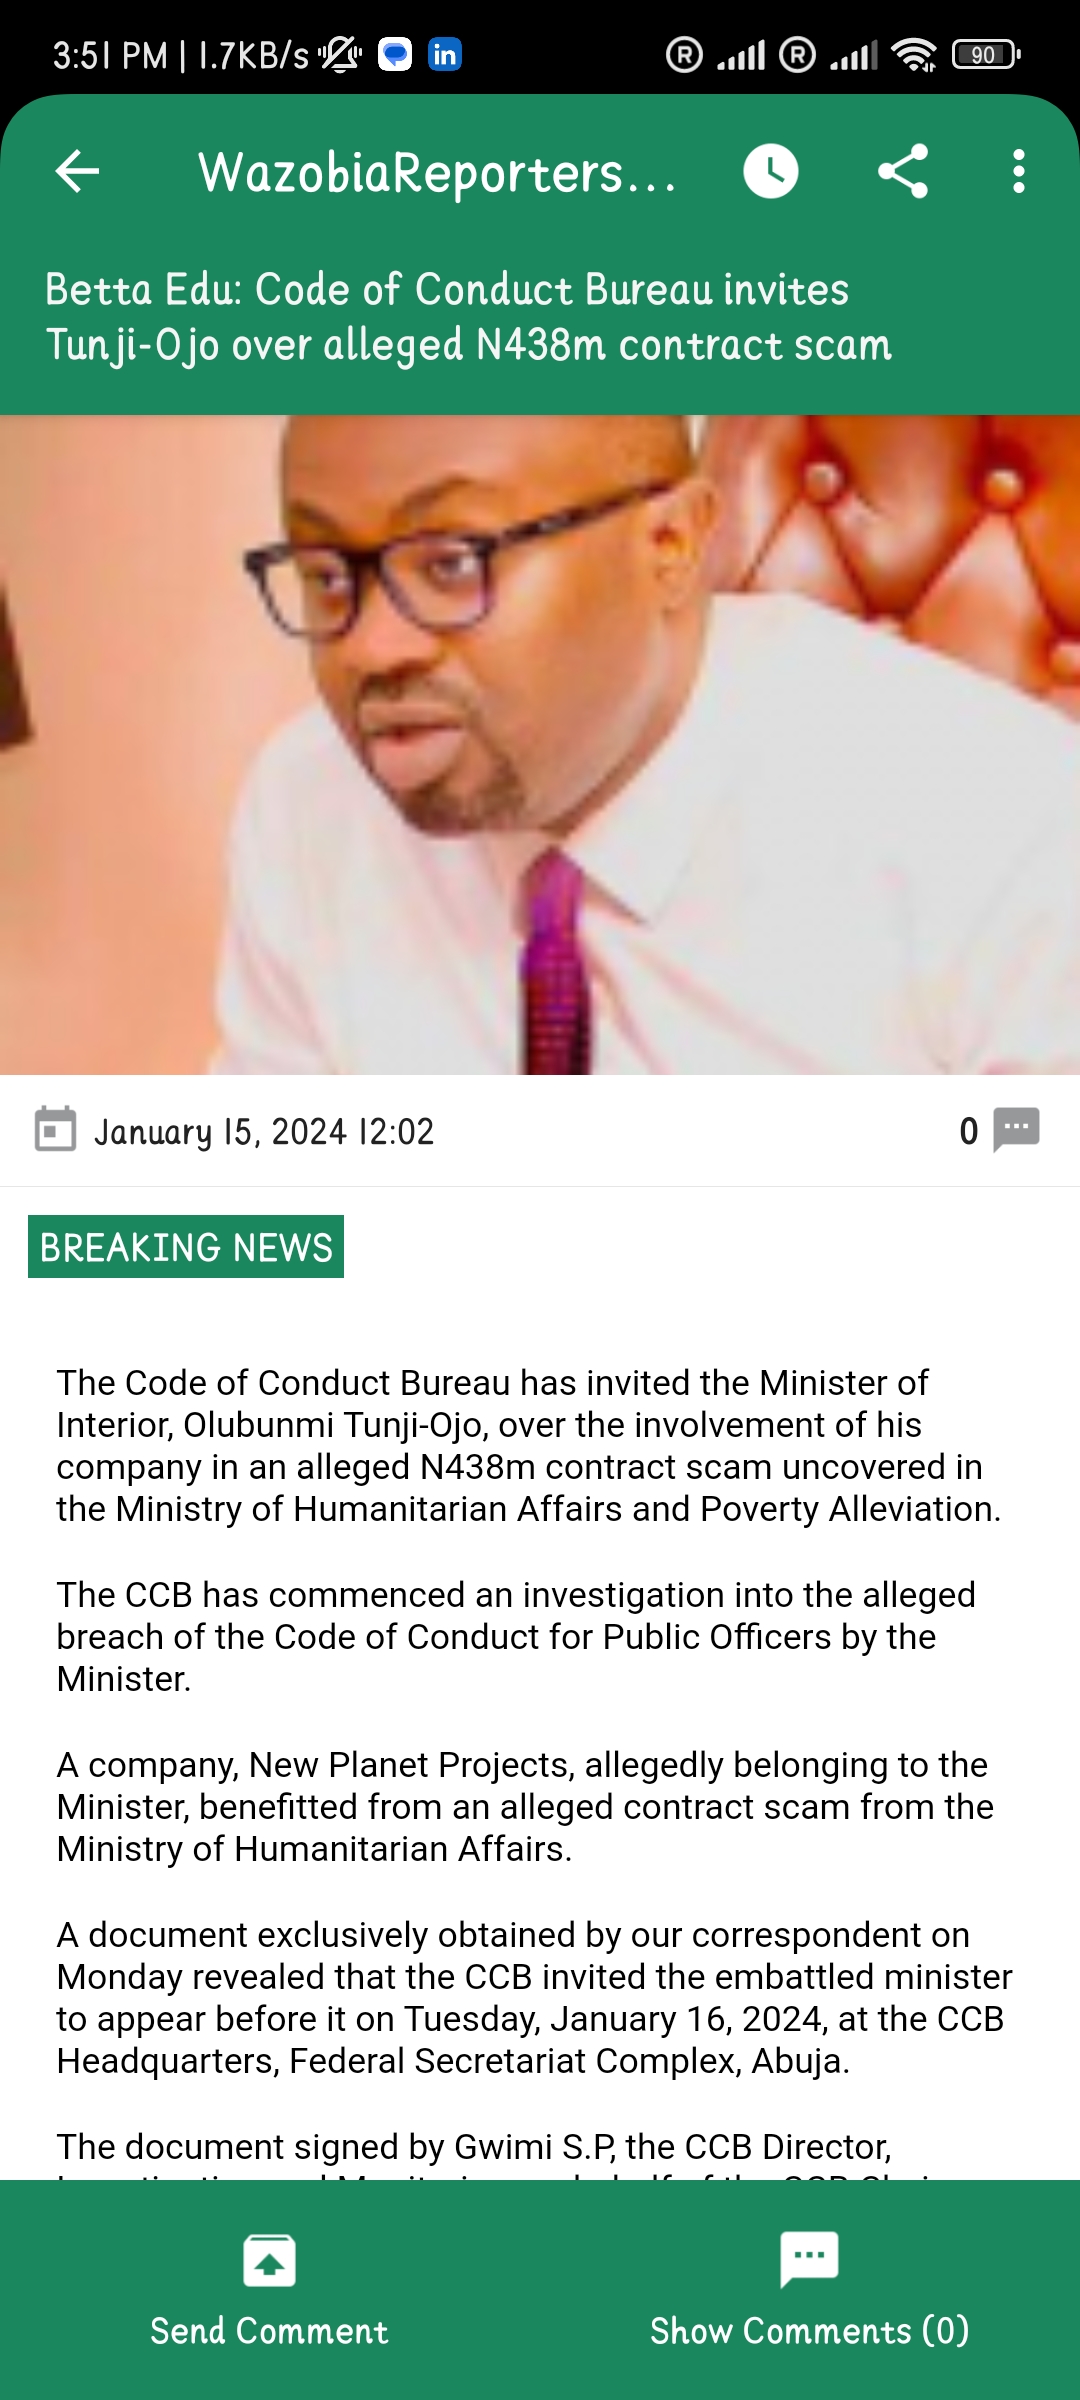 3:51 PM | 1.7KB/s
in
R
R
90
WazobiaReporters...
Betta Edu: Code of Conduct Bureau invites
Tunji-Ojo over alleged N438m contract scam
January 15, 2024 12:02
0
BREAKING NEWS
The Code of Conduct Bureau has invited the Minister of
Interior, Olubunmi Tunji-Ojo, over the involvement of his
company in an alleged N438m contract scam uncovered in
the Ministry of Humanitarian Affairs and Poverty Alleviation.
The CCB has commenced an investigation into the alleged
breach of the Code of Conduct for Public Officers by the
Minister.
A company, New Planet Projects, allegedly belonging to the
Minister, benefitted from an alleged contract scam from the
Ministry of Humanitarian Affairs.
A document exclusively obtained by our correspondent on
Monday revealed that the CCB invited the embattled minister
to appear before it on Tuesday, January 16, 2024, at the CCB
Headquarters, Federal Secretariat Complex, Abuja.
The document signed by Gwimi S.P, the CCB Director,
Send Comment
Show Comments (0)